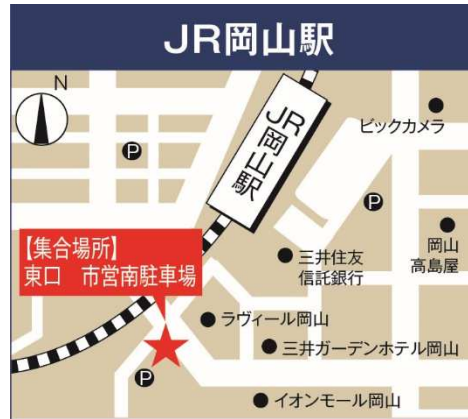 JR岡山駅
N
ビックカメラ
JR岡山駅
P
P
岡山
高島屋
【集合場所】
東口 市営南駐車場
三井住友
信託銀行
ラヴィール岡山
三井ガーデンホテル岡山
P
イオンモール岡山